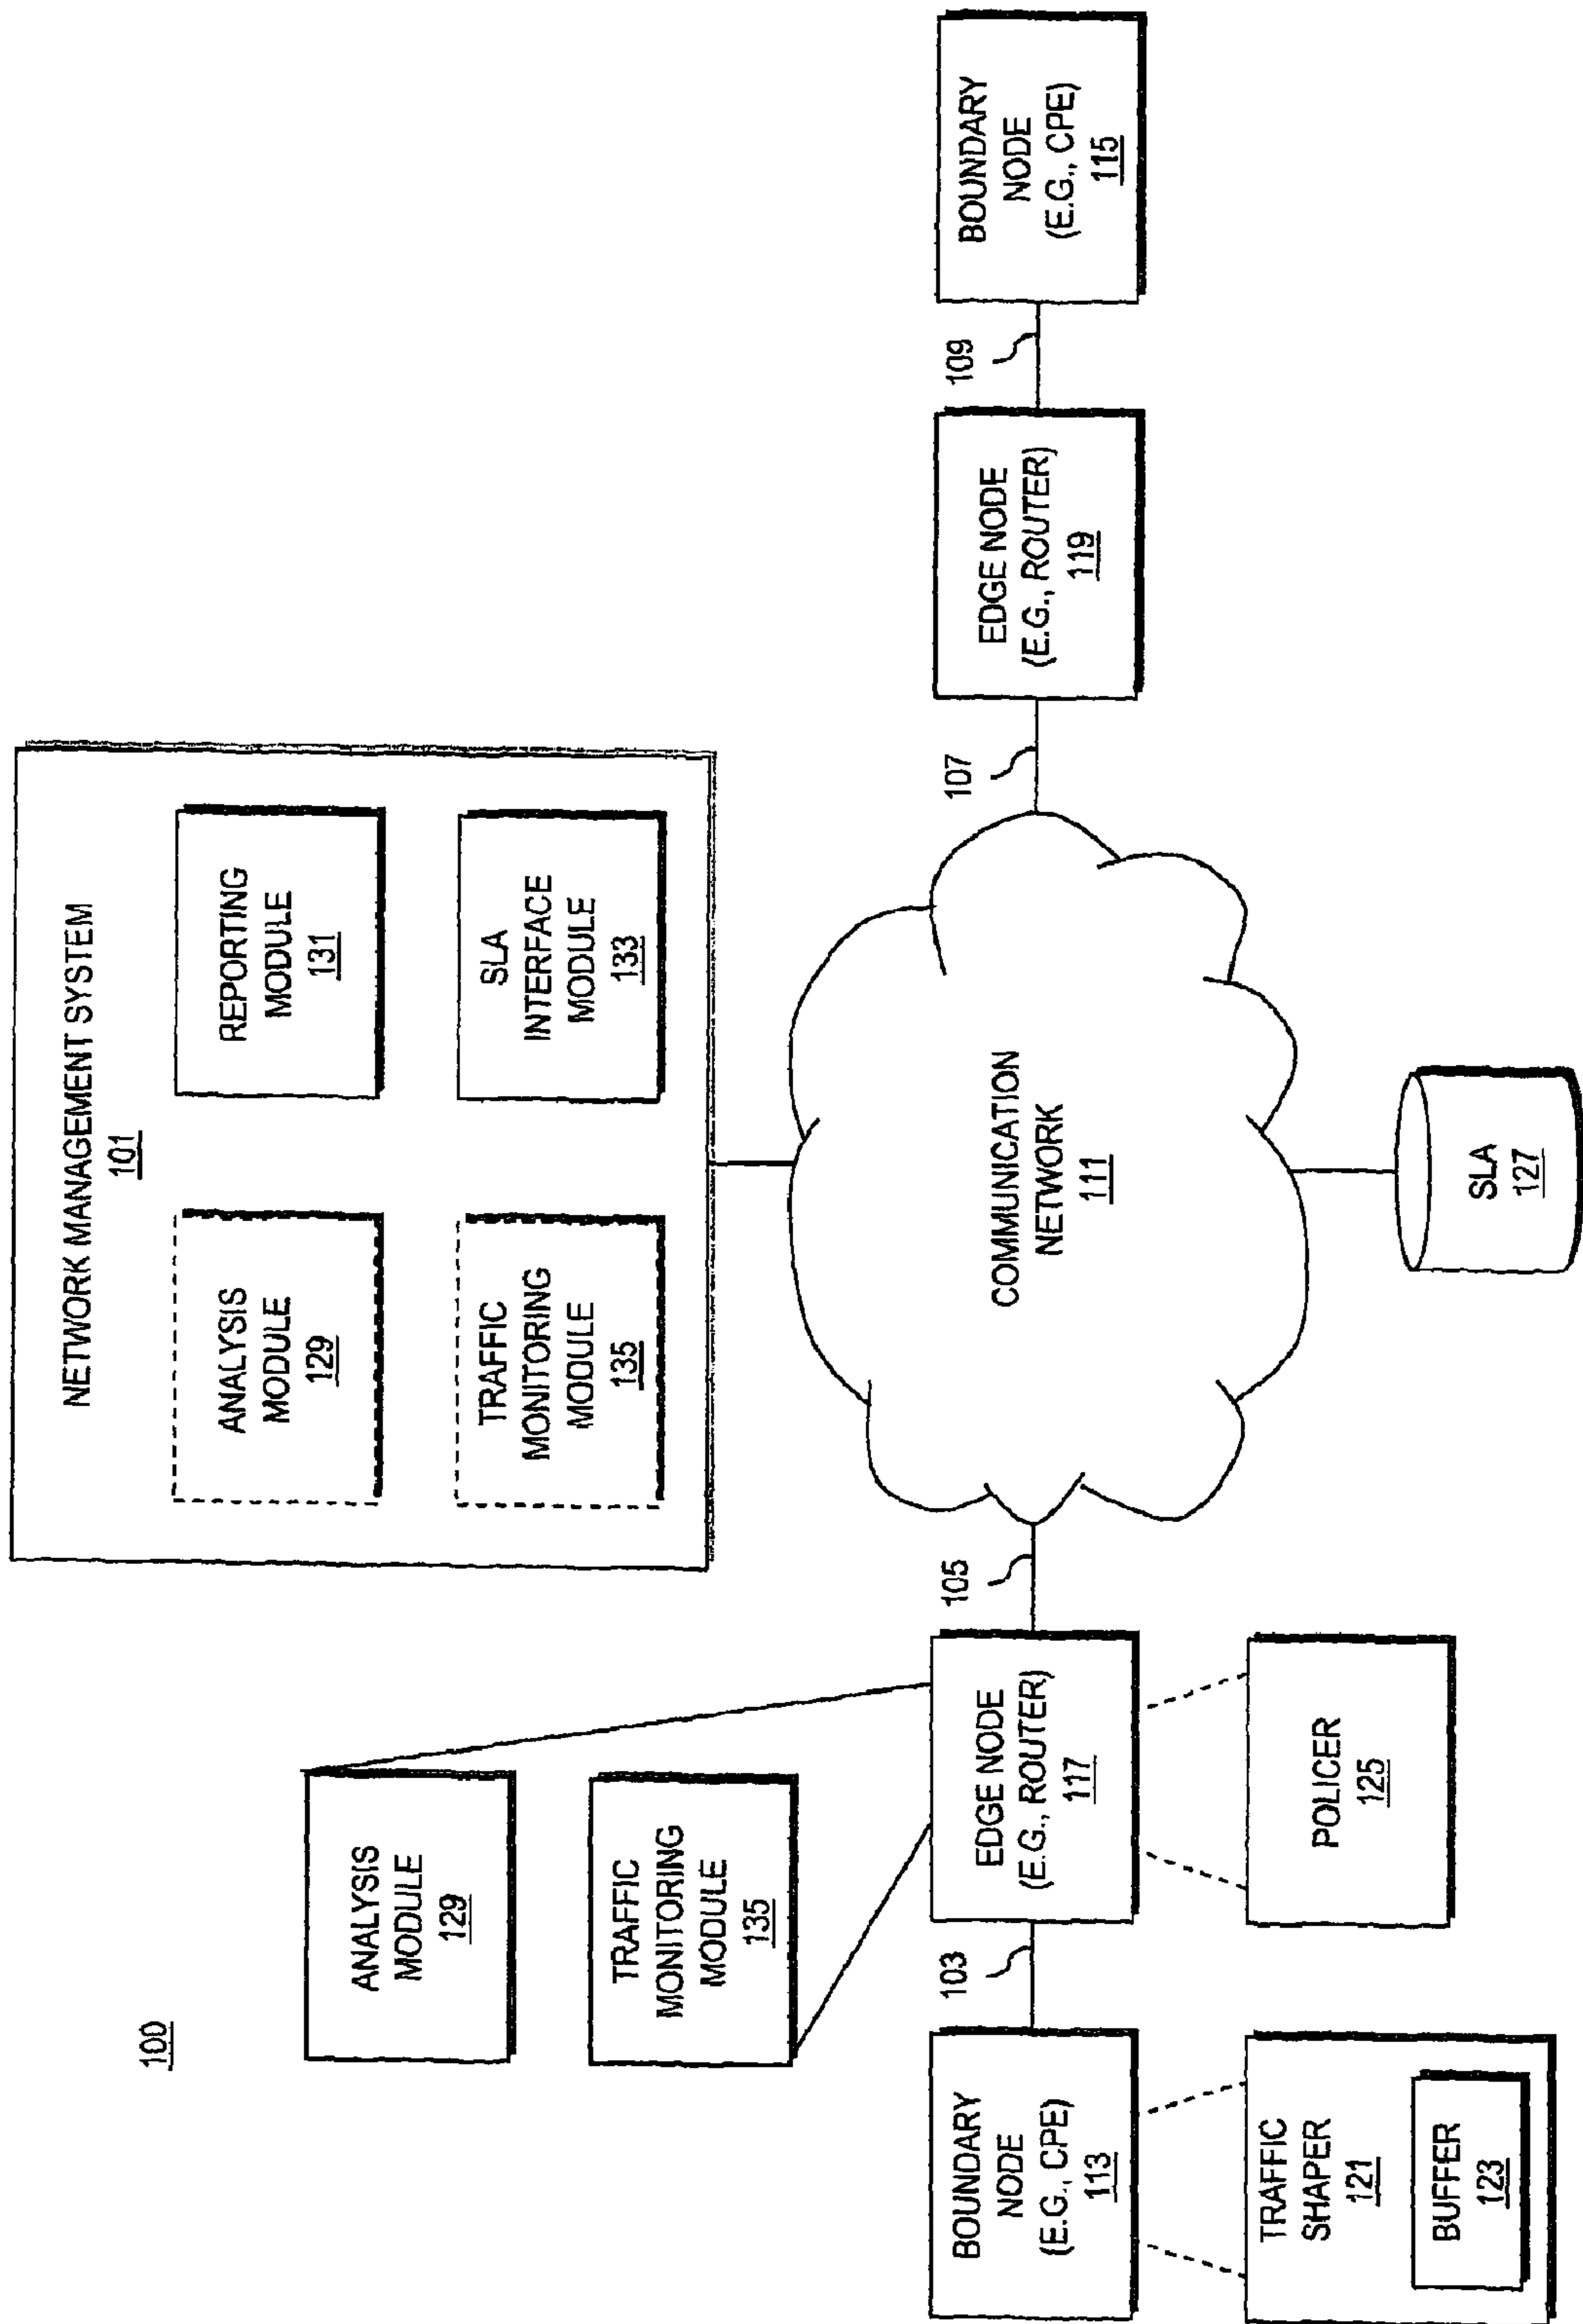 100
NETWORK MANAGEMENT SYSTEM
101
ANALYSIS
MODULE
129
REPORTING
MODULE
131
TRAFFIC
MONITORING
MODULE
135
SLA
INTERFACE
MODULE
133
ANALYSIS
MODULE
129
TRAFFIC
MONITORING
MODULE
135
BOUNDARY
NODE
(E.G., CPE)
113
103
EDGE NODE
(E.G., ROUTER)
117
105
COMMUNICATION
NETWORK
111
107
EDGE NODE
(E.G., ROUTER)
119
109
BOUNDARY
NODE
(E.G., CPE)
115
TRAFFIC
SHAPER
121
BUFFER
123
POLICER
125
SLA
127